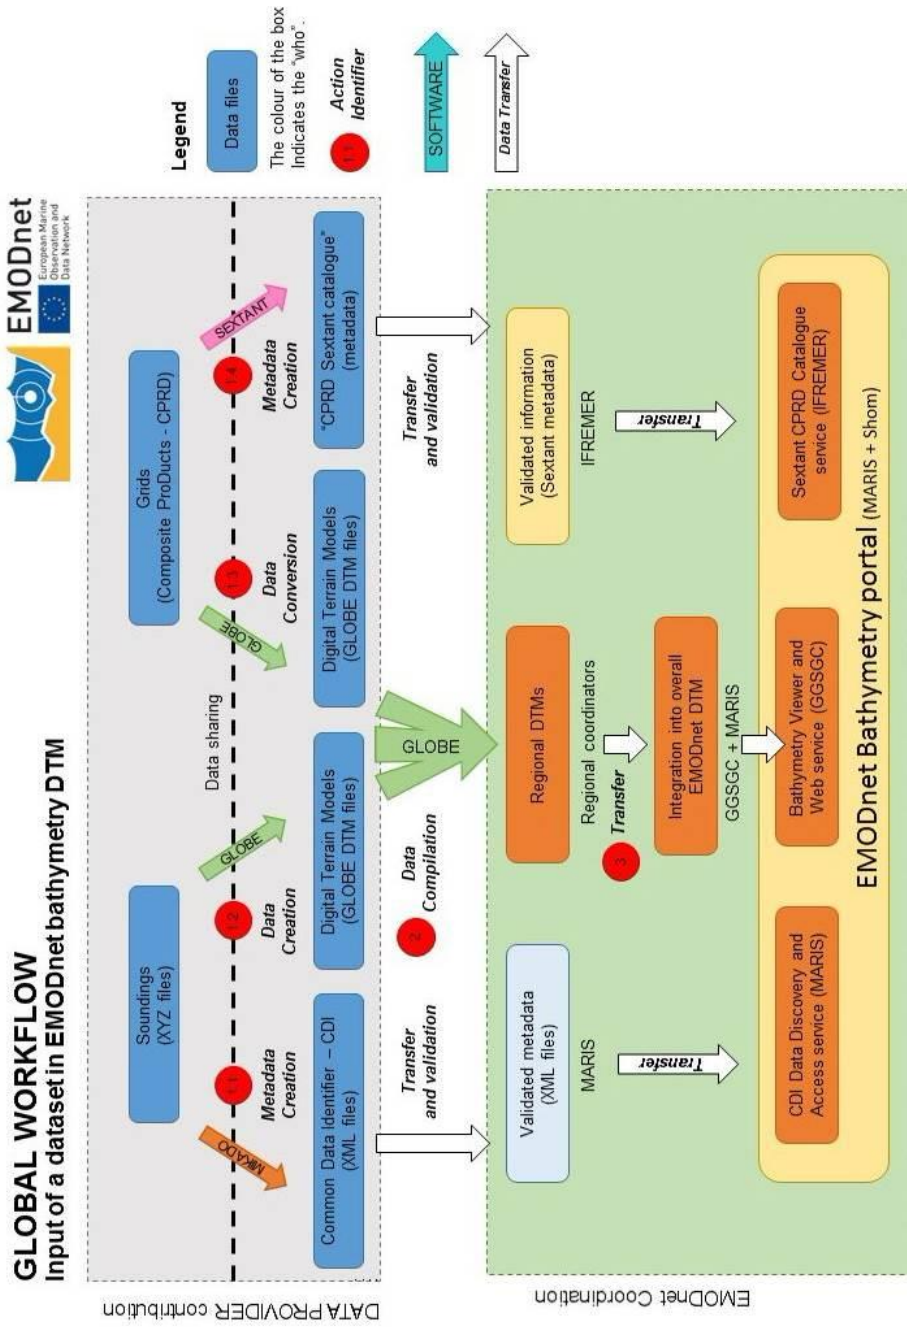 GLOBAL WORKFLOW
Input of a dataset in EMODnet bathymetry DTM
EMODnet
European Marine
Observation and
Data Network
DATA PROVIDER contribution
Soundings
(XYZ files)
Grids
(Composite ProDucts - CPRD)
Data sharing
MIKADO
1.1
Metadata
Creation
1.2
Data
Creation
GLOBE
GLOBE
1.3
Data
Conversion
1.4
Metadata
Creation
SEXTANT
Common Data Identifier – CDI
(XML files)
Digital Terrain Models
(GLOBE DTM files)
Digital Terrain Models
(GLOBE DTM files)
"CPRD Sextant catalogue"
(metadata)
Transfer
and validation
2
Data
Compilation
GLOBE
Transfer
and validation
EMODnet Coordination
Validated metadata
(XML files)
MARIS
Transfer
CDI Data Discovery and
Access service (MARIS)
Regional DTMs
Regional coordinators
3
Transfer
Integration into overall
EMODnet DTM
GGSGC + MARIS
Bathymetry Viewer and
Web service (GGSGC)
Validated information
(Sextant metadata)
IFREMER
Transfer
Sextant CPRD Catalogue
service (IFREMER)
EMODnet Bathymetry portal (MARIS + Shom)
Legend
Data files
The colour of the box
Indicates the "who".
1.1
Action
Identifier
SOFTWARE
Data Transfer